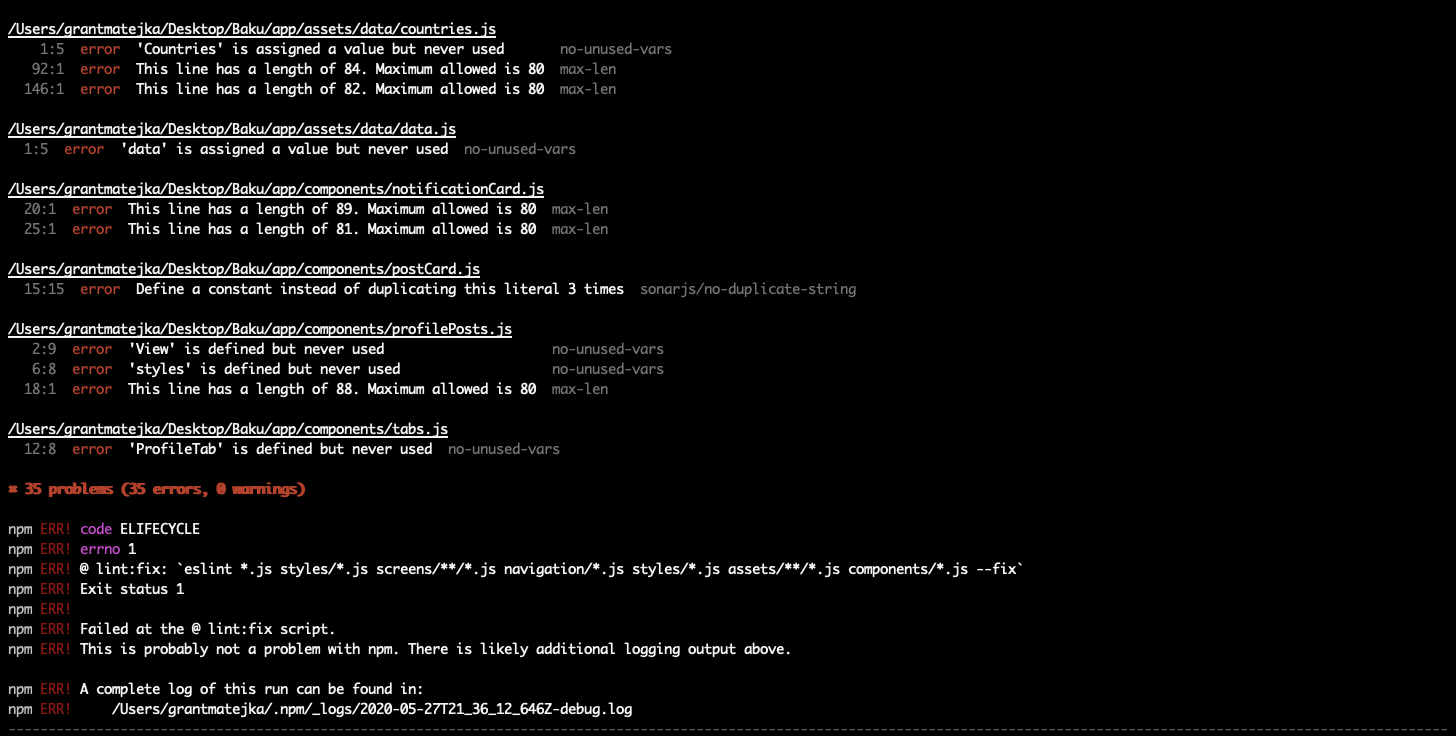 /Users/grantmatejka/Desktop/Baku/app/assets/data/countries.js
1:5 error 'Countries' is assigned a value but never used no-unused-vars
92:1 error This line has a length of 84. Maximum allowed is 80 max-len
146:1 error This line has a length of 82. Maximum allowed is 80 max-len
/Users/grantmatejka/Desktop/Baku/app/assets/data/data.js
1:5 error 'data' is assigned a value but never used no-unused-vars
/Users/grantmatejka/Desktop/Baku/app/components/notificationCard.js
20:1 error This line has a length of 89. Maximum allowed is 80 max-len
25:1 error This line has a length of 81. Maximum allowed is 80 max-len
/Users/grantmatejka/Desktop/Baku/app/components/postCard.js
15:15 error Define a constant instead of duplicating this literal 3 times sonarjs/no-duplicate-string
/Users/grantmatejka/Desktop/Baku/app/components/profilePosts.js
2:9 error 'View' is defined but never used no-unused-vars
6:8 error 'styles' is defined but never used no-unused-vars
18:1 error This line has a length of 88. Maximum allowed is 80 max-len
/Users/grantmatejka/Desktop/Baku/app/components/tabs.js
12:8 error 'ProfileTab' is defined but never used no-unused-vars
✖ 35 problems (35 errors, 0 warnings)
npm ERR! code ELIFECYCLE
npm ERR! errno 1
npm ERR! @ lint:fix: `eslint *.js styles/*.js screens/**/*.js navigation/*.js styles/*.js assets/**/*.js components/*.js --fix`
npm ERR! Exit status 1
npm ERR!
npm ERR! Failed at the @ lint:fix script.
npm ERR! This is probably not a problem with npm. There is likely additional logging output above.
npm ERR! A complete log of this run can be found in:
npm ERR! /Users/grantmatejka/.npm/_logs/2020-05-27T21_36_12_646Z-debug.log